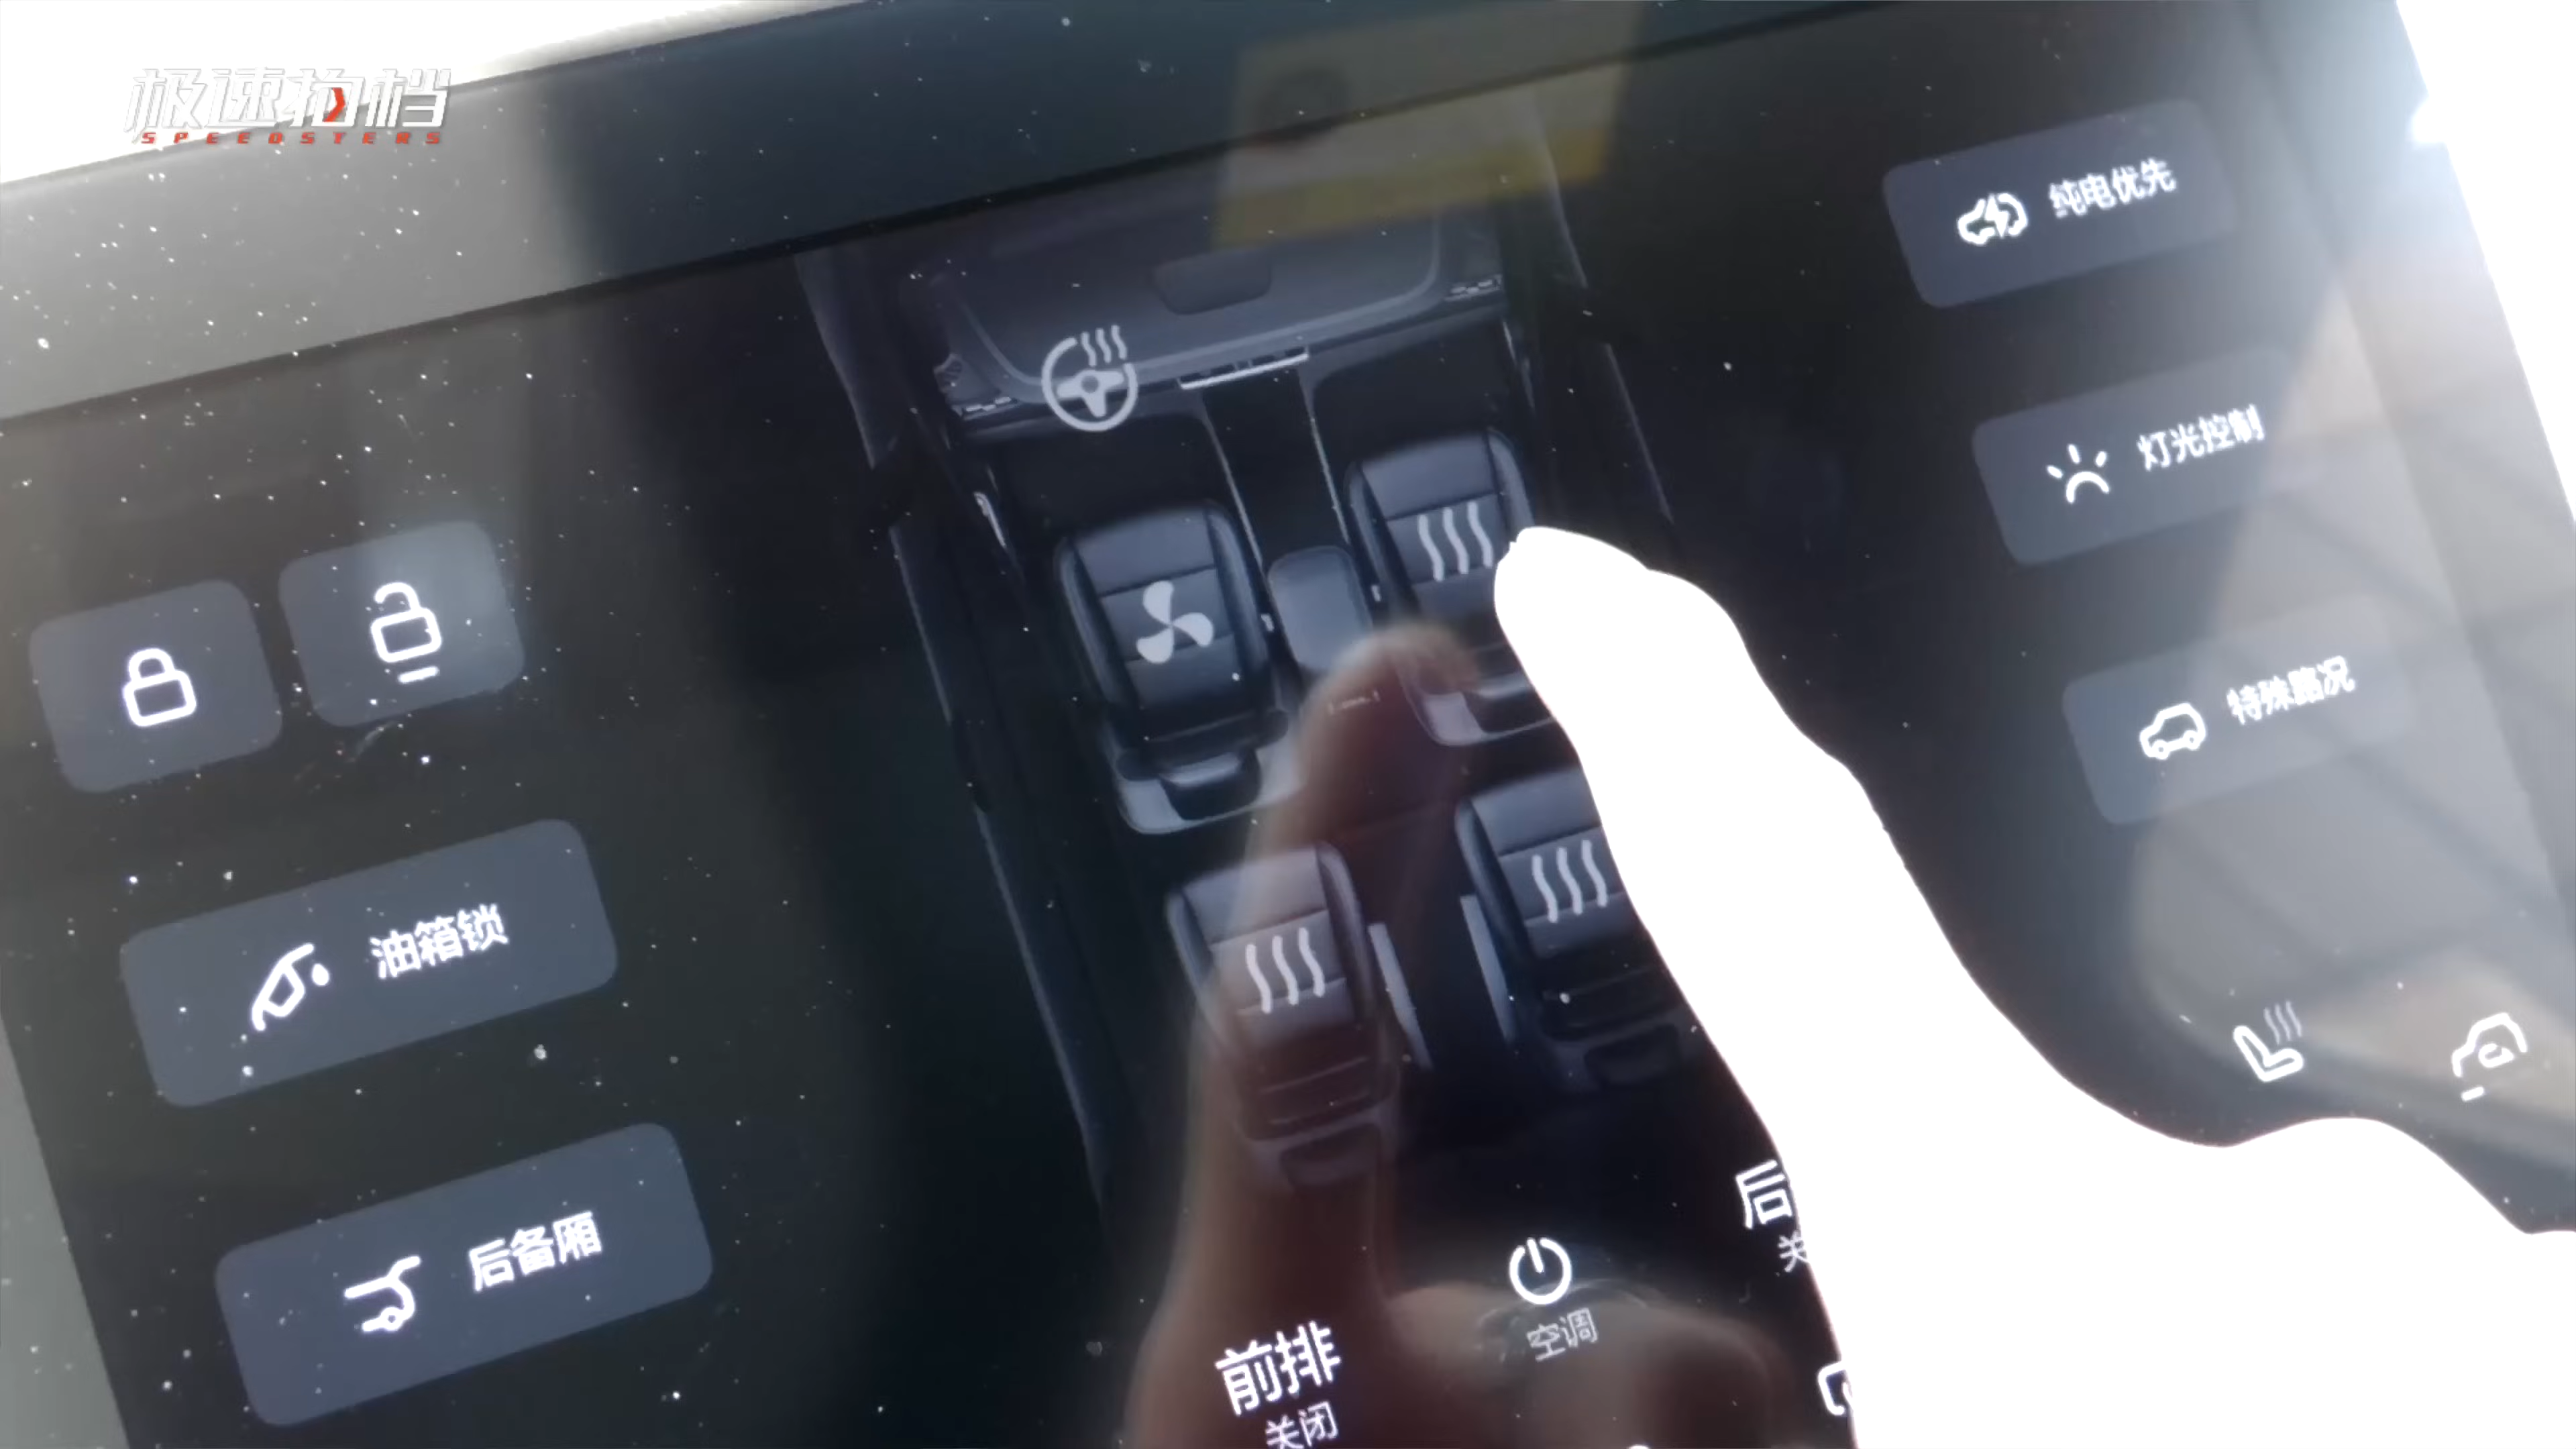 极速拍档
SPEEDSTERS
纯电优先
灯光控制
特殊路况
油箱锁
后备厢
后
关
空调
前排
关闭